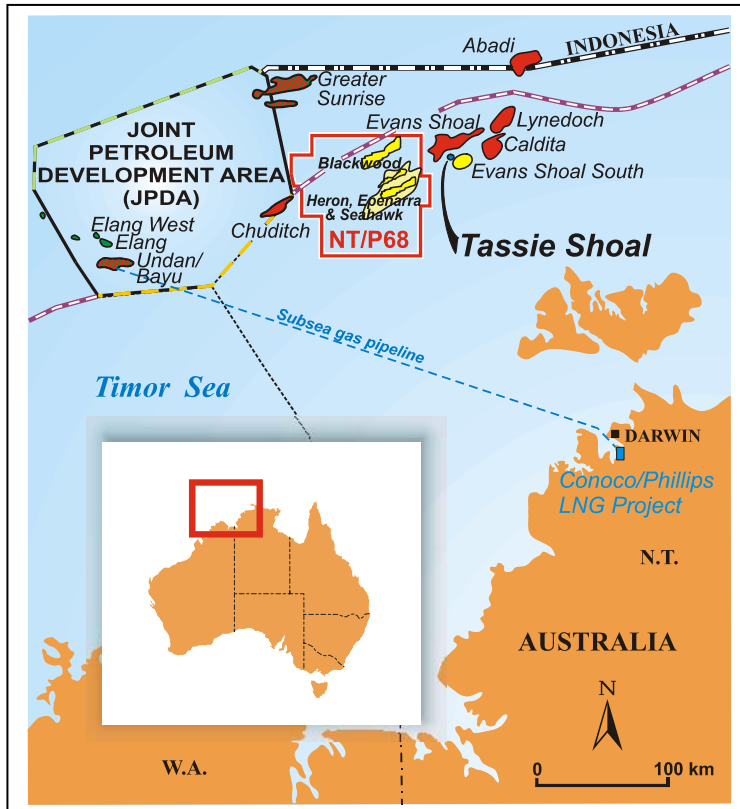 Abadi
INDONESIA
Greater
Sunrise
JOINT
PETROLEUM
DEVELOPMENT AREA
(JPDA)
Evans Shoal
Lynedoch
Caldita
Blackwood
Evans Shoal South
Heron, Epenarra
& Seahawk
Chuditch
NT/P68
Tassie Shoal
Elang West
Elang
Undan/
Bayu
Subsea gas pipeline
Timor Sea
DARWIN
Conoco/Phillips
LNG Project
N.T.
AUSTRALIA
N
W.A.
0 100 km